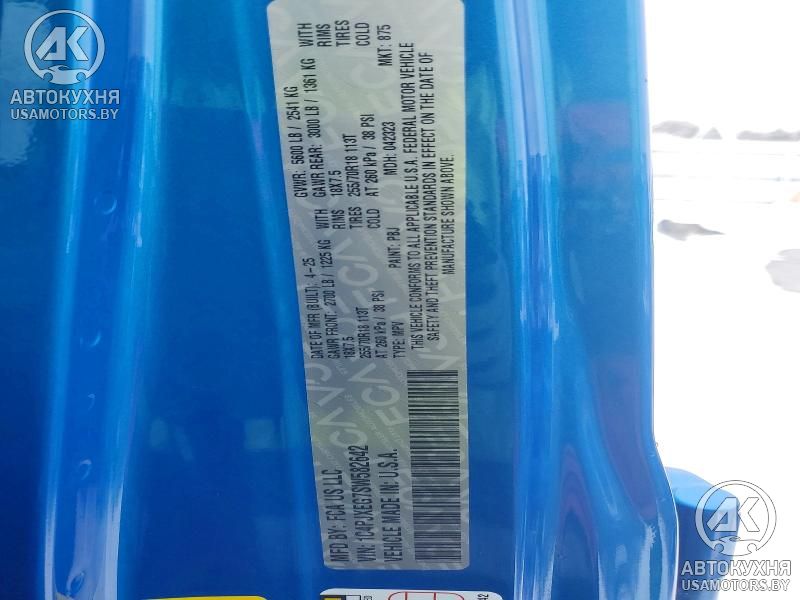 MFD BY: FCA US LLC
DATE OF MFR (BUILT): 4-25
GVWR: 5600 LB / 2541 KG
GAWR FRONT: 2700 LB / 1225 KG WITH
GAWR REAR: 3000 LB / 1361 KG WITH
18X7.5 RIMS
18X7.5 RIMS
255/70R18 113T TIRES
255/70R18 113T TIRES
AT 260 kPa / 38 PSI COLD
AT 260 kPa / 38 PSI COLD
VIN: 1C4PJXEG7SW582642
TYPE: MPV
PAINT: PBJ
MDH: 042323
MKT: 875
VEHICLE MADE IN: U.S.A.
THIS VEHICLE CONFORMS TO ALL APPLICABLE U.S.A. FEDERAL MOTOR VEHICLE
SAFETY AND THEFT PREVENTION STANDARDS IN EFFECT ON THE DATE OF
MANUFACTURE SHOWN ABOVE.
FCA
AK
АВТОКУХНЯ
USAMOTORS.BY
AK
АВТОКУХНЯ
USAMOTORS.BY